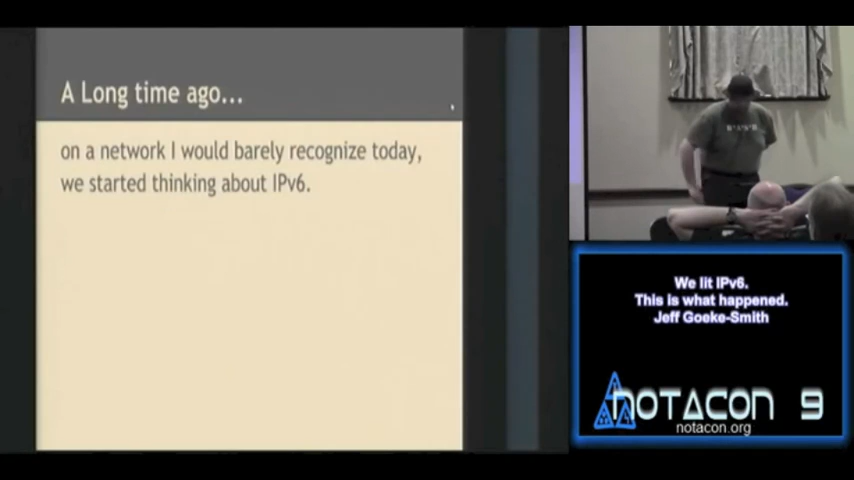 A Long time ago...
on a network I would barely recognize today,
we started thinking about IPv6.
We lit IPv6.
This is what happened.
Jeff Goeke-Smith
NOTACON 9
notacon.org